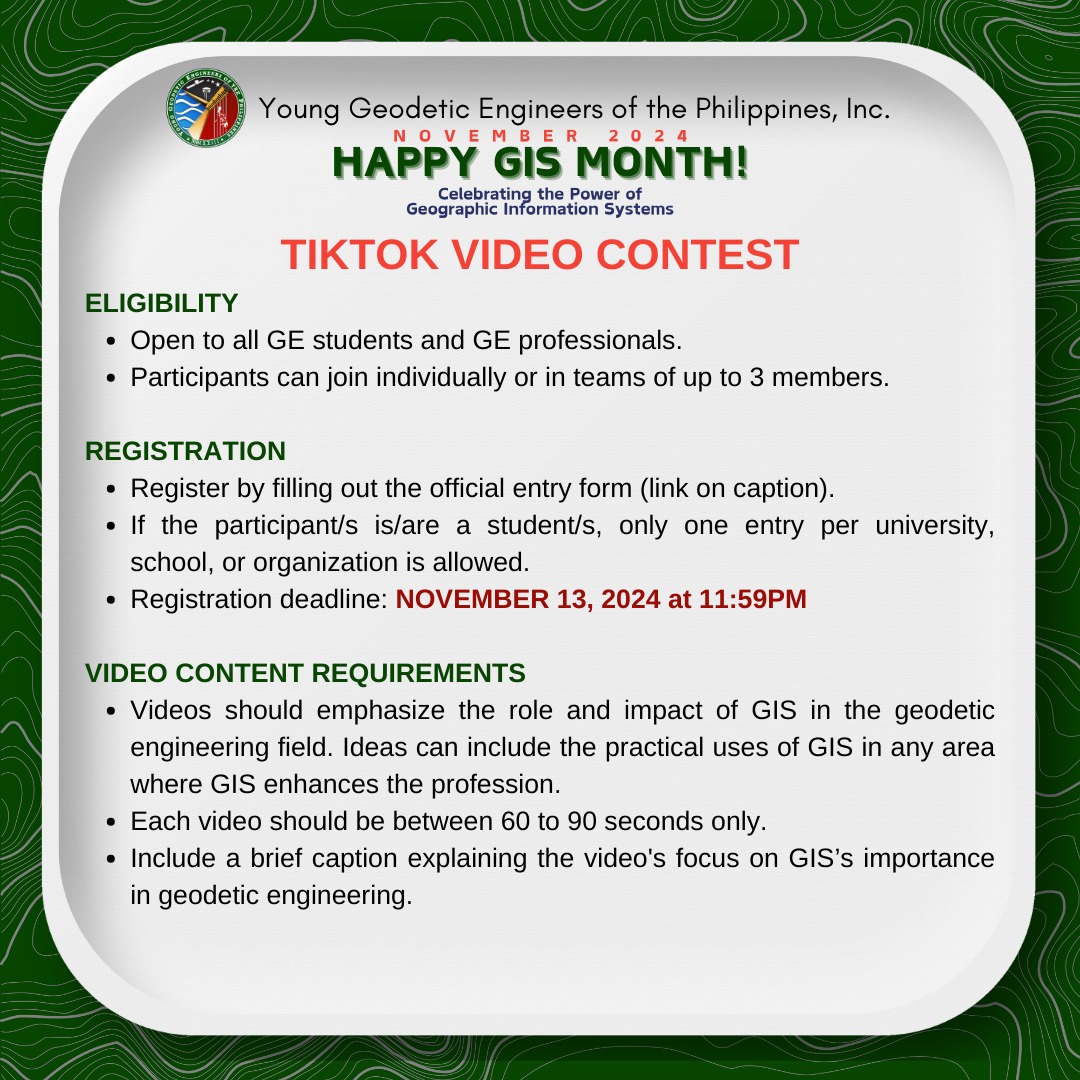 YOUNG GEODETIC ENGINEERS OF THE PHILIPPINES
Young Geodetic Engineers of the Philippines, Inc.
NOVEMBER 2024
HAPPY GIS MONTH!
Celebrating the Power of
Geographic Information Systems
TIKTOK VIDEO CONTEST
ELIGIBILITY
• Open to all GE students and GE professionals.
• Participants can join individually or in teams of up to 3 members.
REGISTRATION
• Register by filling out the official entry form (link on caption).
• If the participant/s is/are a student/s, only one entry per university,
school, or organization is allowed.
• Registration deadline: NOVEMBER 13, 2024 at 11:59PM
VIDEO CONTENT REQUIREMENTS
• Videos should emphasize the role and impact of GIS in the geodetic
engineering field. Ideas can include the practical uses of GIS in any area
where GIS enhances the profession.
• Each video should be between 60 to 90 seconds only.
• Include a brief caption explaining the video's focus on GIS’s importance
in geodetic engineering.